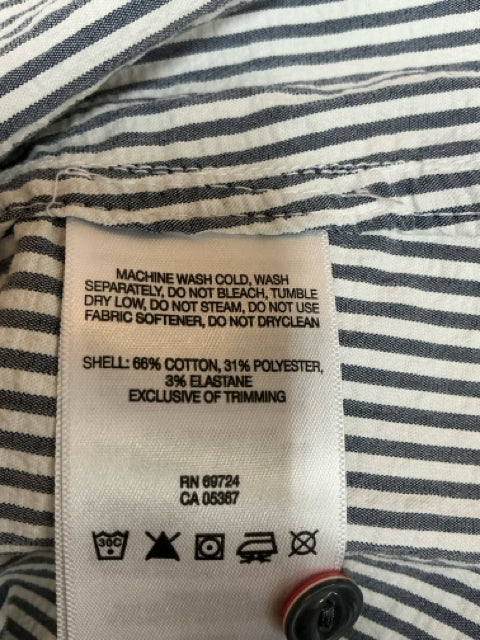 MACHINE WASH COLD, WASH
SEPARATELY, DO NOT BLEACH, TUMBLE
DRY LOW, DO NOT STEAM, DO NOT USE
FABRIC SOFTENER, DO NOT DRYCLEAN
SHELL: 66% COTTON, 31% POLYESTER,
3% ELASTANE
EXCLUSIVE OF TRIMMING
RN 69724
CA 05367
30C